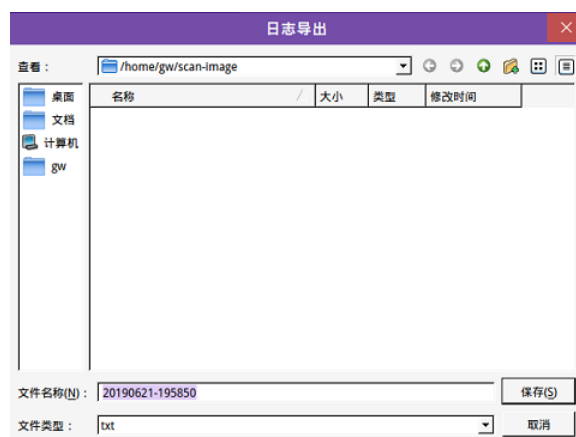 日志导出
查看：
/home/gw/scan-image
桌面
文档
计算机
gw
名称 大小 类型 修改时间
文件名称(N)： 20190621-195850 保存(S)
文件类型： txt 取消